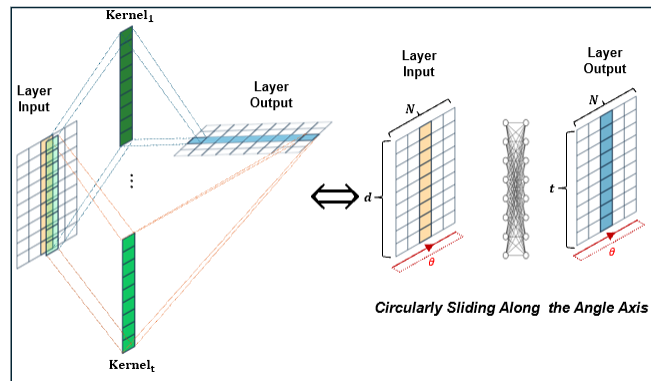 Kernel₁
Layer
Input
Layer
Output
⋮
Kernelₜ
Layer
Input
Layer
Output
N
N
d
t
θ
θ
Circularly Sliding Along the Angle Axis